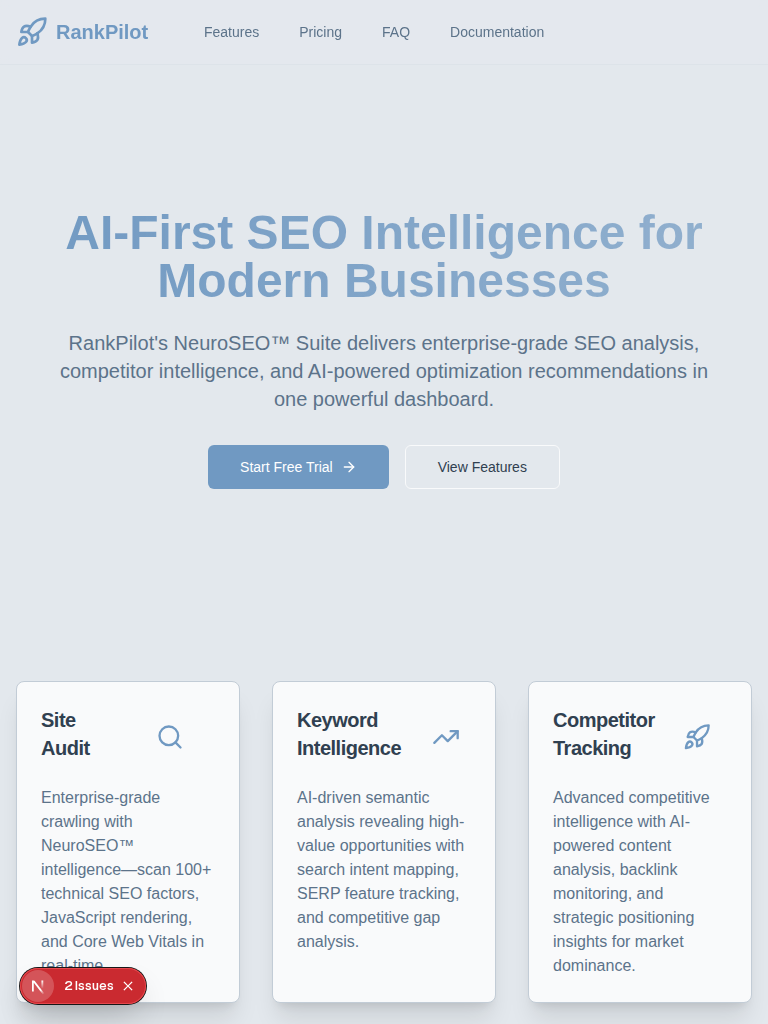 RankPilot
Features
Pricing
FAQ
Documentation
AI-First SEO Intelligence for
Modern Businesses
RankPilot's NeuroSEO™ Suite delivers enterprise-grade SEO analysis,
competitor intelligence, and AI-powered optimization recommendations in
one powerful dashboard.
Start Free Trial
View Features
Site
Audit
Enterprise-grade
crawling with
NeuroSEO™
intelligence—scan 100+
technical SEO factors,
JavaScript rendering,
and Core Web Vitals in
real-time.
Keyword
Intelligence
AI-driven semantic
analysis revealing high-
value opportunities with
search intent mapping,
SERP feature tracking,
and competitive gap
analysis.
Competitor
Tracking
Advanced competitive
intelligence with AI-
powered content
analysis, backlink
monitoring, and
strategic positioning
insights for market
dominance.
N
2 Issues